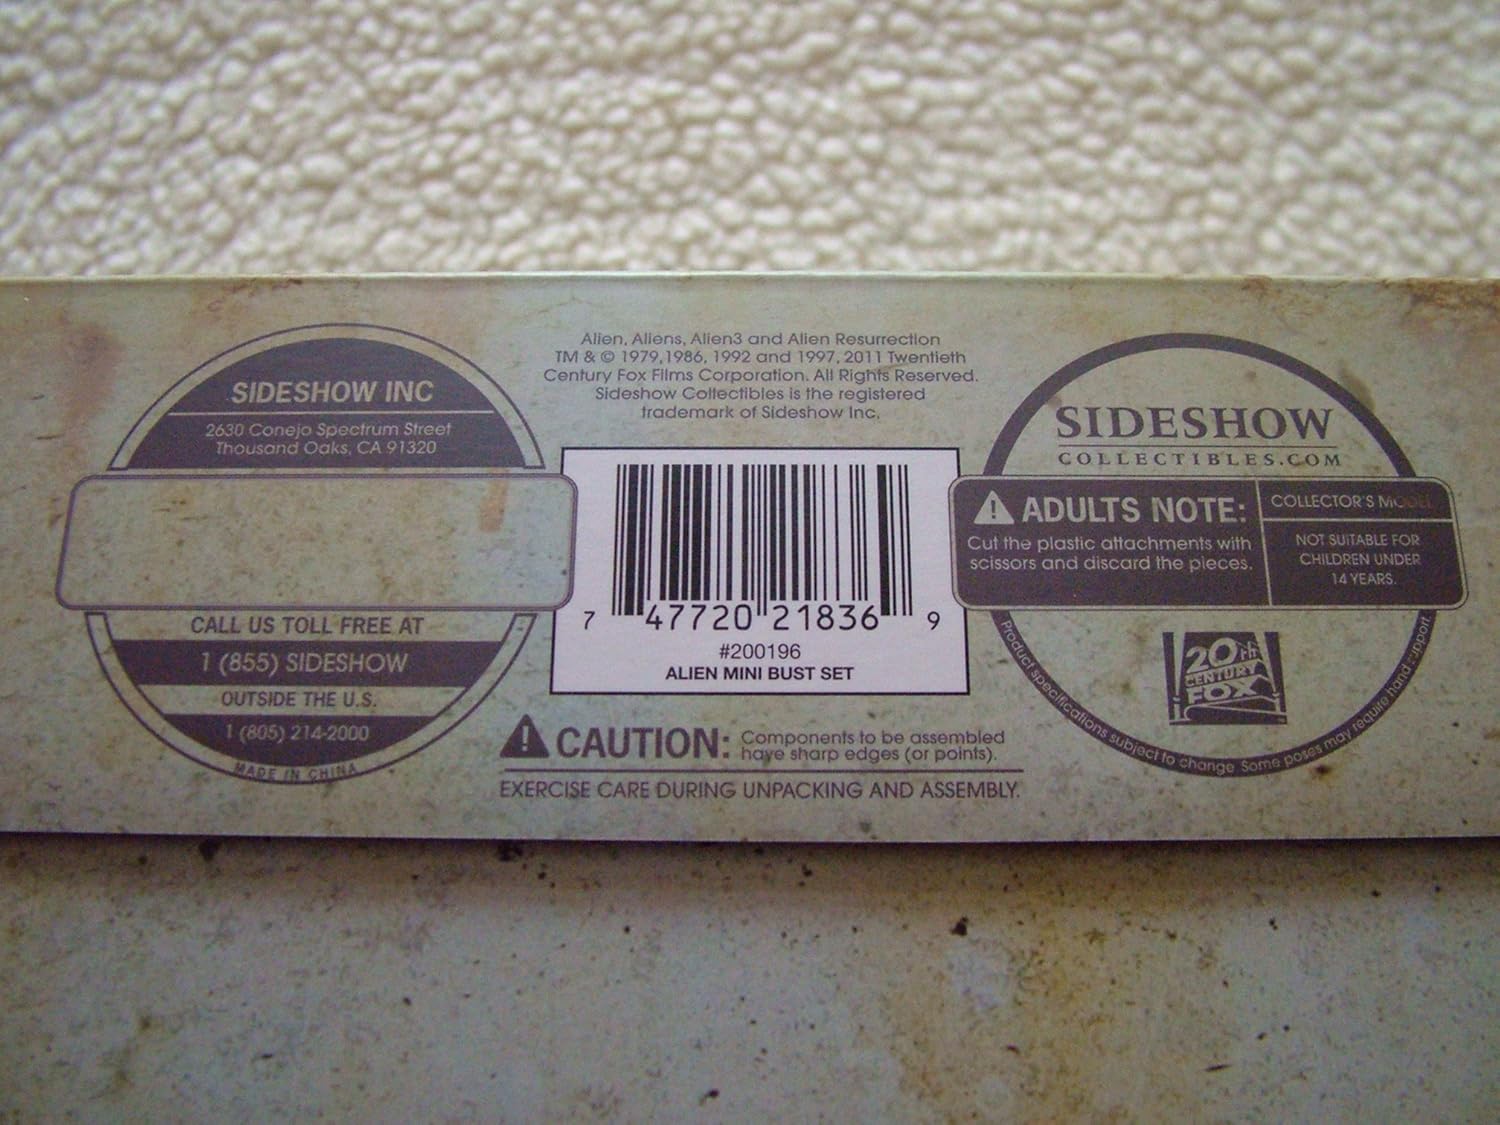 SIDESHOW INC
2630 Conejo Spectrum Street
Thousand Oaks, CA 91320
CALL US TOLL FREE AT
1 (855) SIDESHOW
OUTSIDE THE U.S.
1 (805) 214-2000
MADE IN CHINA
Alien, Aliens, Alien3 and Alien Resurrection
TM & © 1979,1986, 1992 and 1997, 2011 Twentieth
Century Fox Films Corporation. All Rights Reserved.
Sideshow Collectibles is the registered
trademark of Sideshow Inc.
7 47720 21836 9
#200196
ALIEN MINI BUST SET
CAUTION: Components to be assembled
have sharp edges (or points).
EXERCISE CARE DURING UNPACKING AND ASSEMBLY.
SIDESHOW
COLLECTIBLES.COM
ADULTS NOTE:
Cut the plastic attachments with
scissors and discard the pieces.
COLLECTOR'S MODEL
NOT SUITABLE FOR
CHILDREN UNDER
14 YEARS.
20th
CENTURY
FOX
Product specifications subject to change Some poses may require hand support.